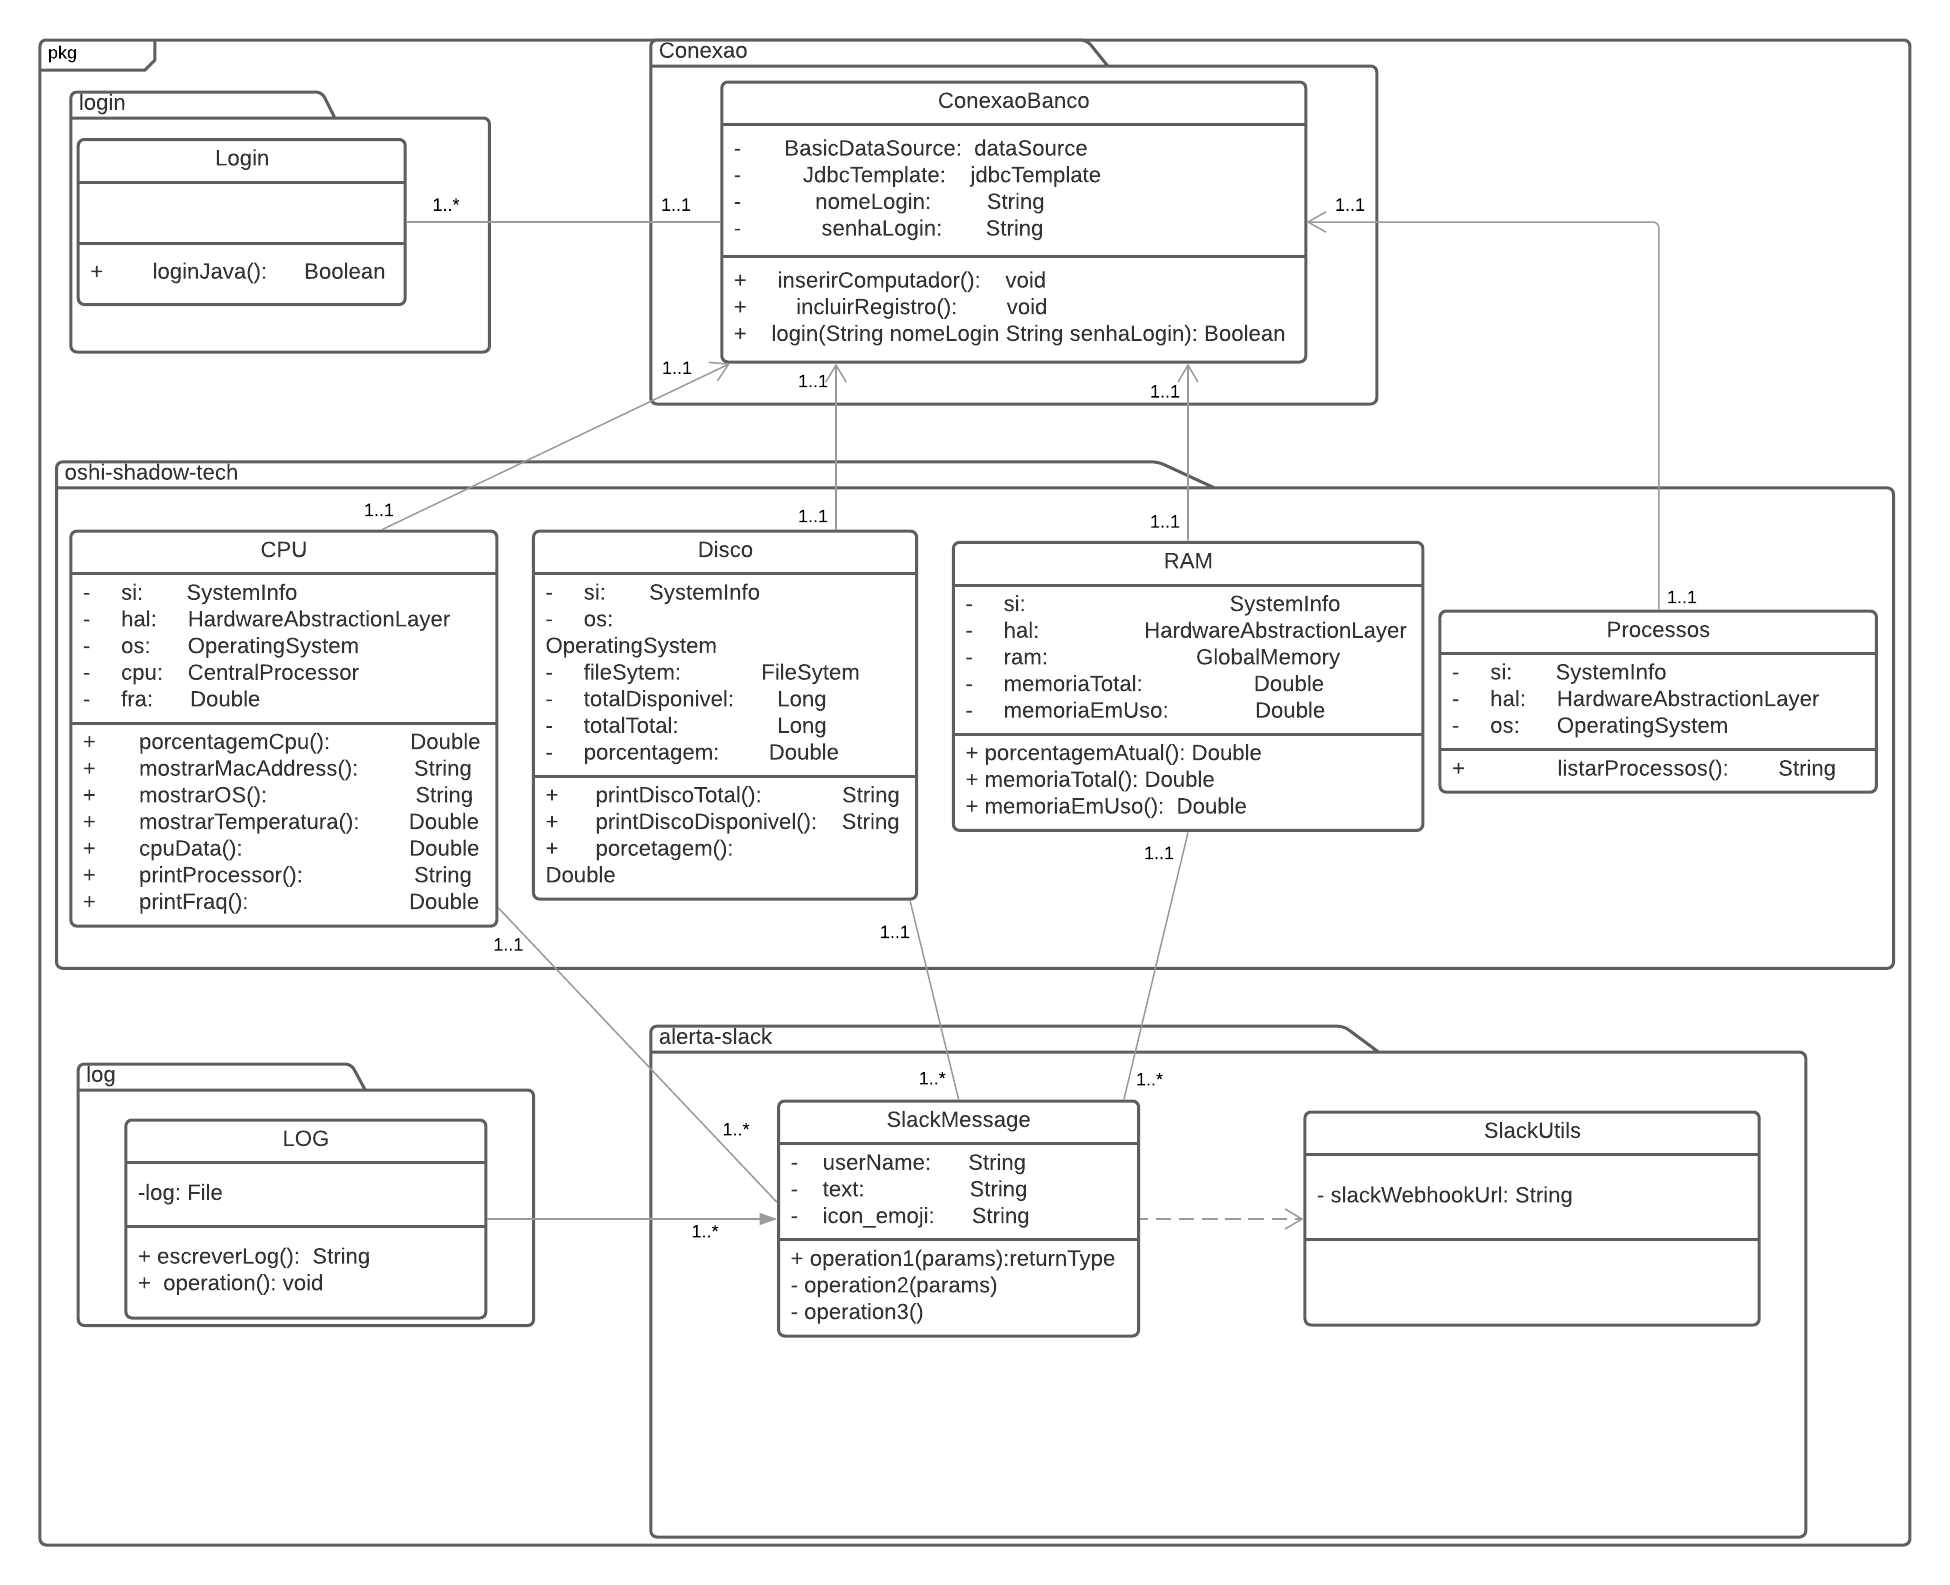 pkg
Conexao
login
ConexaoBanco
- BasicDataSource: dataSource
- JdbcTemplate: jdbcTemplate
- nomeLogin: String
- senhaLogin: String
+ inserirComputador(): void
+ incluirRegistro(): void
+ login(String nomeLogin String senhaLogin): Boolean
Login
+ loginJava(): Boolean
1..*
1..1
1..1
1..1
1..1
1..1
oshi-shadow-tech
1..1
1..1
1..1
1..1
CPU
- si: SystemInfo
- hal: HardwareAbstractionLayer
- os: OperatingSystem
- cpu: CentralProcessor
- fra: Double
+ porcentagemCpu(): Double
+ mostrarMacAddress(): String
+ mostrarOS(): String
+ mostrarTemperatura(): Double
+ cpuData(): Double
+ printProcessor(): String
+ printFraq(): Double
Disco
- si: SystemInfo
- os:
OperatingSystem
- fileSytem: FileSytem
- totalDisponivel: Long
- totalTotal: Long
- porcentagem: Double
+ printDiscoTotal(): String
+ printDiscoDisponivel(): String
+ porcetagem():
Double
RAM
- si: SystemInfo
- hal: HardwareAbstractionLayer
- ram: GlobalMemory
- memoriaTotal: Double
- memoriaEmUso: Double
+ porcentagemAtual(): Double
+ memoriaTotal(): Double
+ memoriaEmUso(): Double
Processos
- si: SystemInfo
- hal: HardwareAbstractionLayer
- os: OperatingSystem
+ listarProcessos(): String
1..1
1..1
1..1
alerta-slack
log
1..*
1..*
1..*
1..*
LOG
-log: File
+ escreverLog(): String
+ operation(): void
SlackMessage
- userName: String
- text: String
- icon_emoji: String
+ operation1(params):returnType
- operation2(params)
- operation3()
SlackUtils
- slackWebhookUrl: String